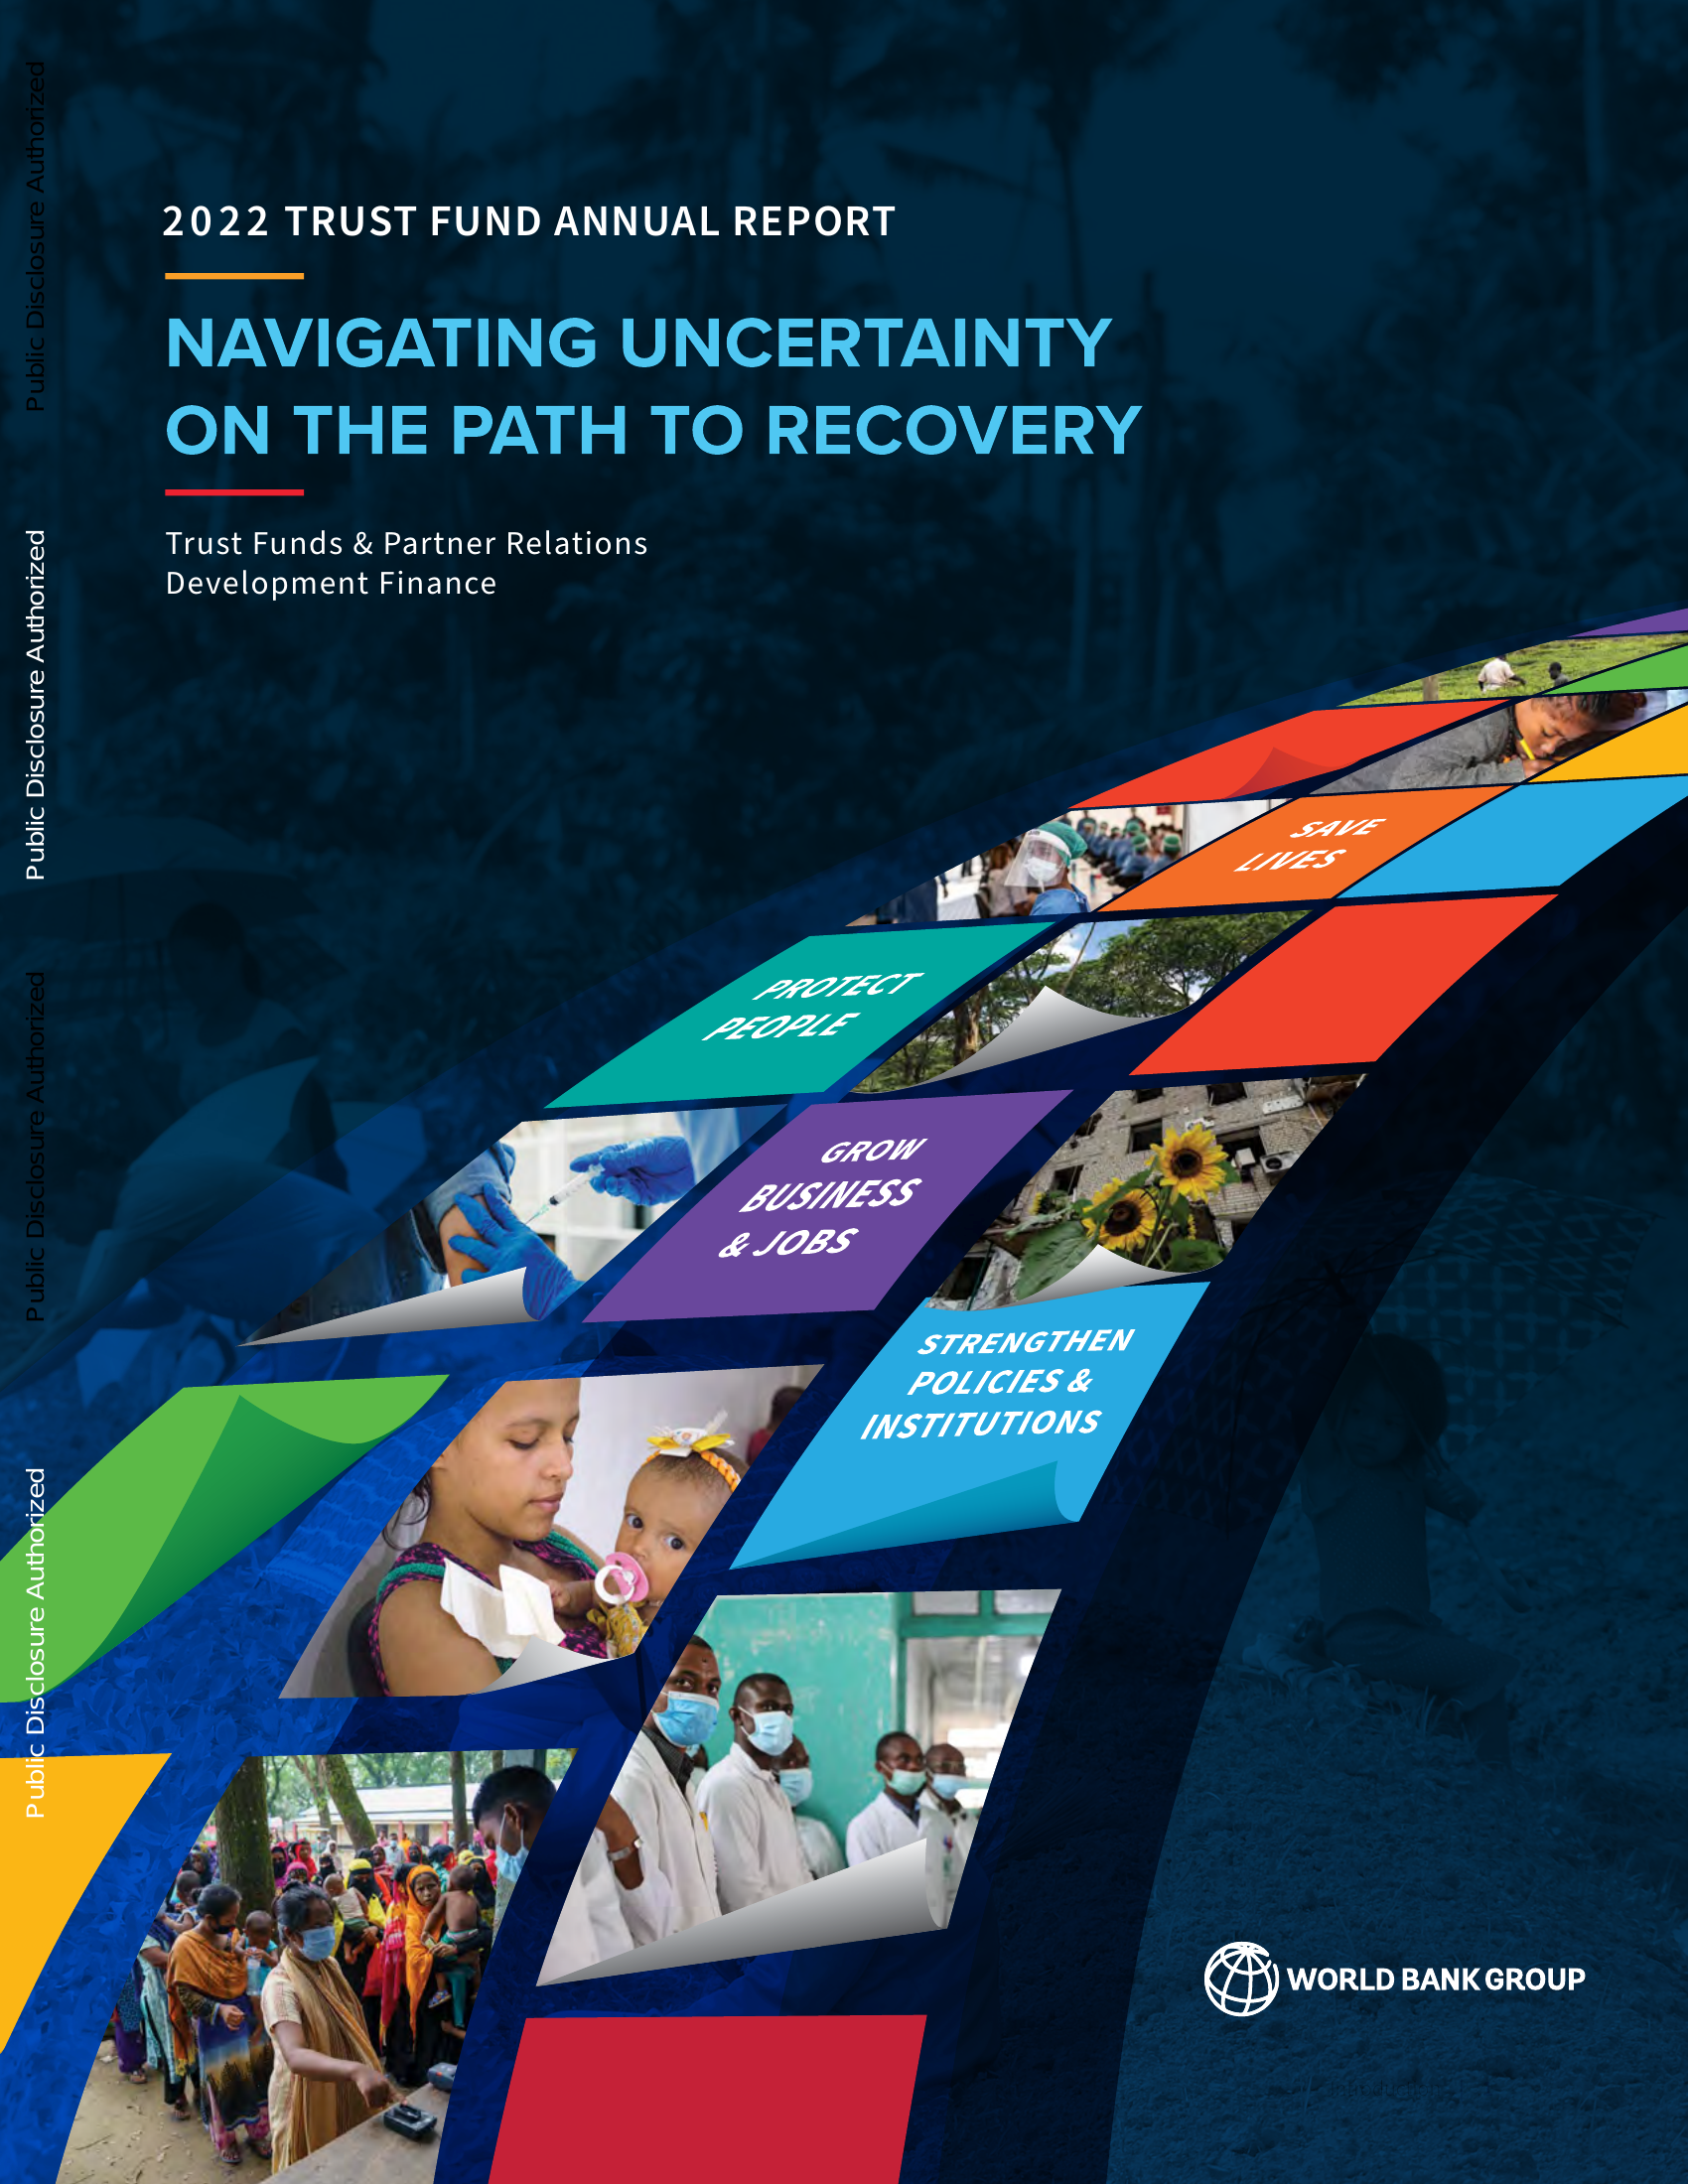 2022 TRUST FUND ANNUAL REPORT
NAVIGATING UNCERTAINTY
ON THE PATH TO RECOVERY
Trust Funds & Partner Relations
Development Finance
SAVE
LIVES
PROTECT
PEOPLE
GROW
BUSINESS
& JOBS
STRENGTHEN
POLICIES &
INSTITUTIONS
WORLD BANK GROUP
Public Disclosure Authorized
Public Disclosure Authorized
Public Disclosure Authorized
Public Disclosure Authorized